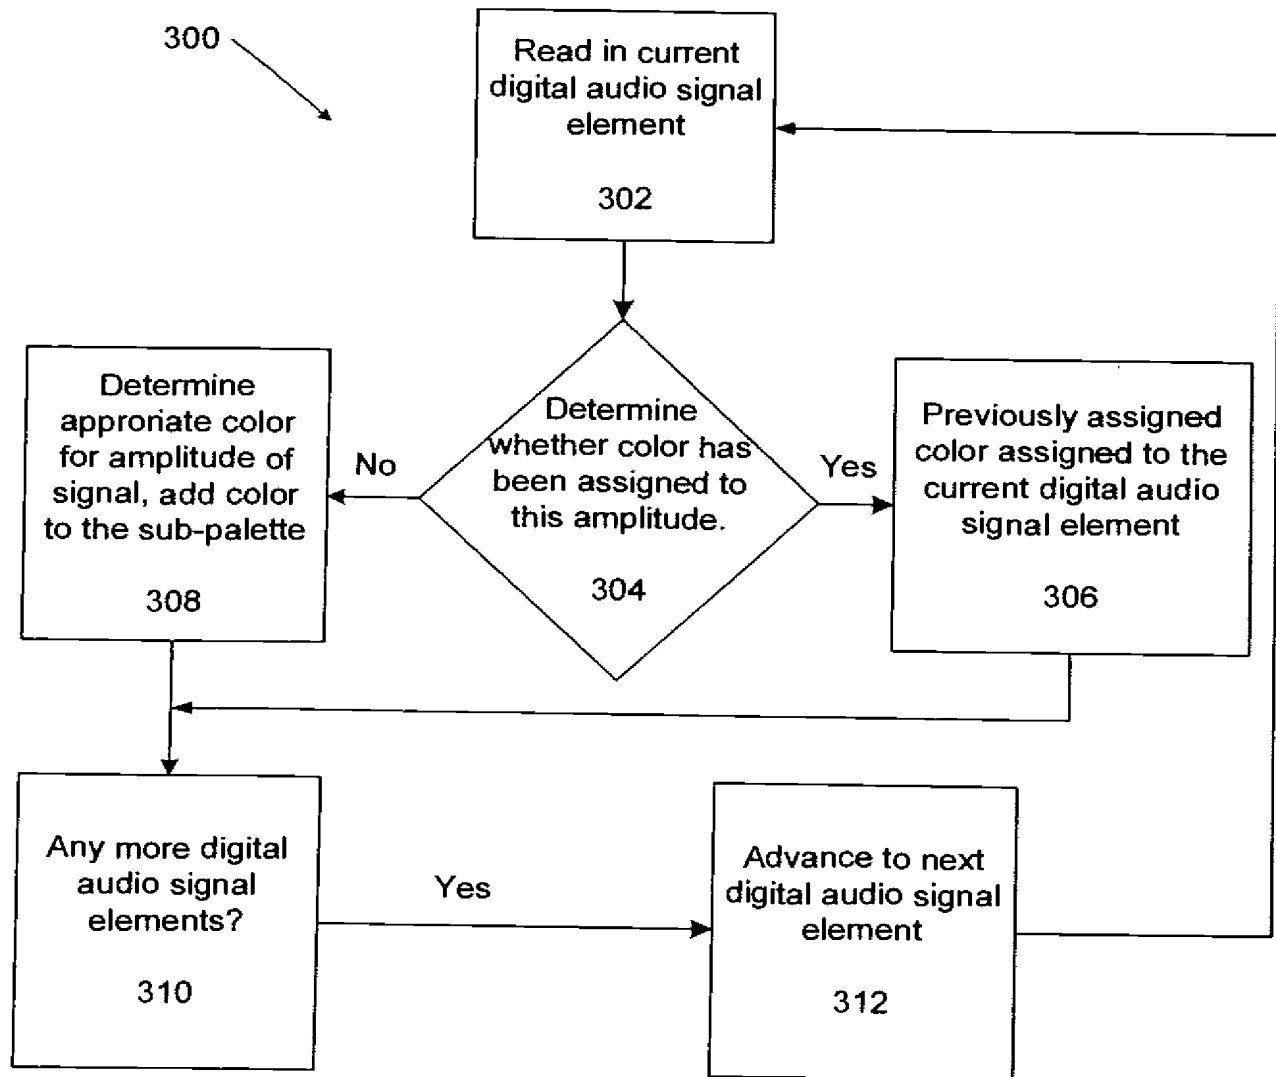 300
Read in current
digital audio signal
element
302
Determine
approriate color
for amplitude of
signal, add color
to the sub-palette
308
No
Determine
whether color has
been assigned to
this amplitude.
304
Yes
Previously assigned
color assigned to the
current digital audio
signal element
306
Any more digital
audio signal
elements?
310
Yes
Advance to next
digital audio signal
element
312